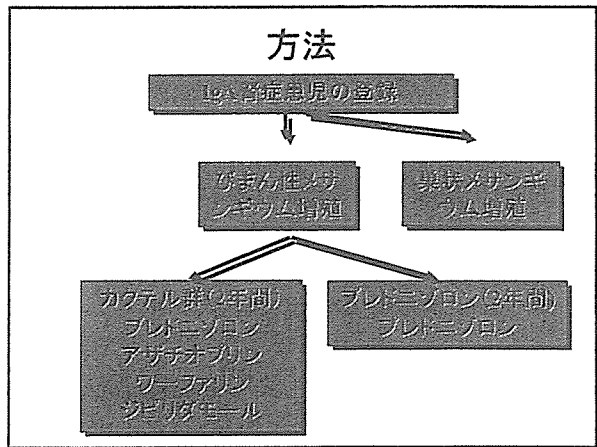 方法
IgA腎症患児の登録
びまん性メサ
ンギウム増殖
巣状メサンギ
ウム増殖
カクテル群(2年間)
プレドニゾロン
アザチオプリン
ワーファリン
ジピリダモール
プレドニゾロン(2年間)
プレドニゾロン